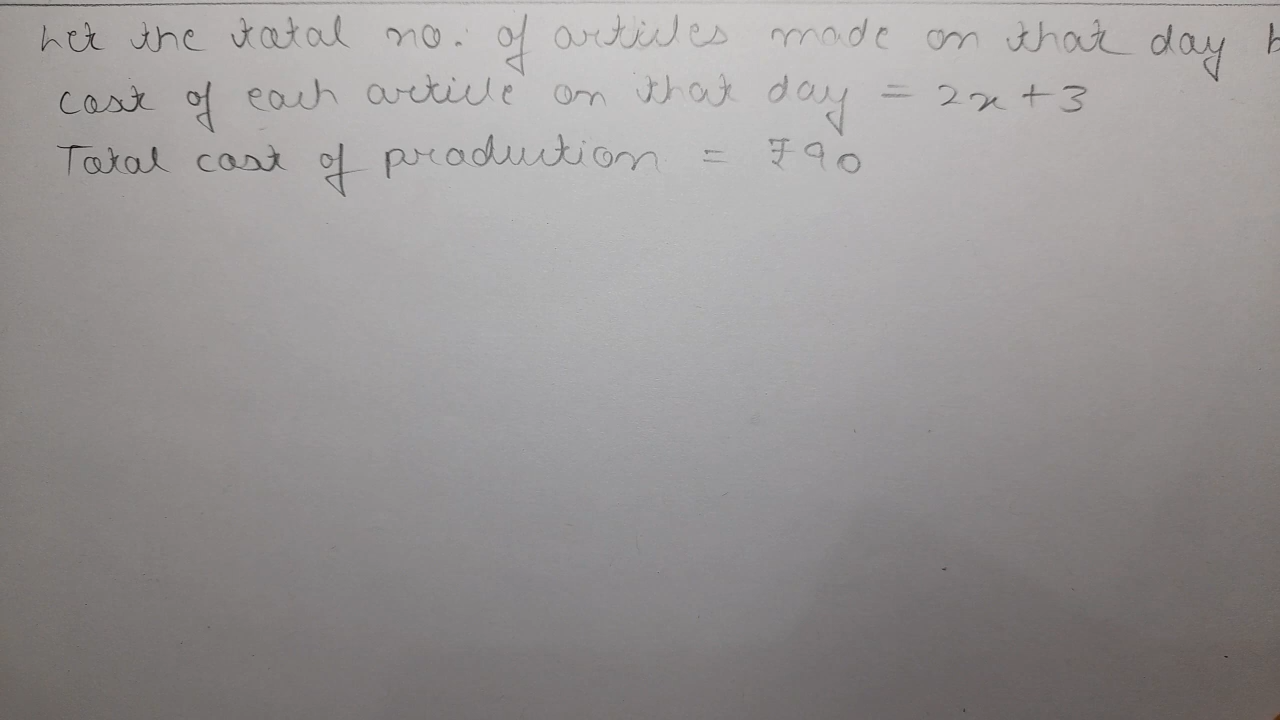 Let the total no. of articles made on that day b
cost of each article on that day = 2x + 3
Total cost of production = ₹90